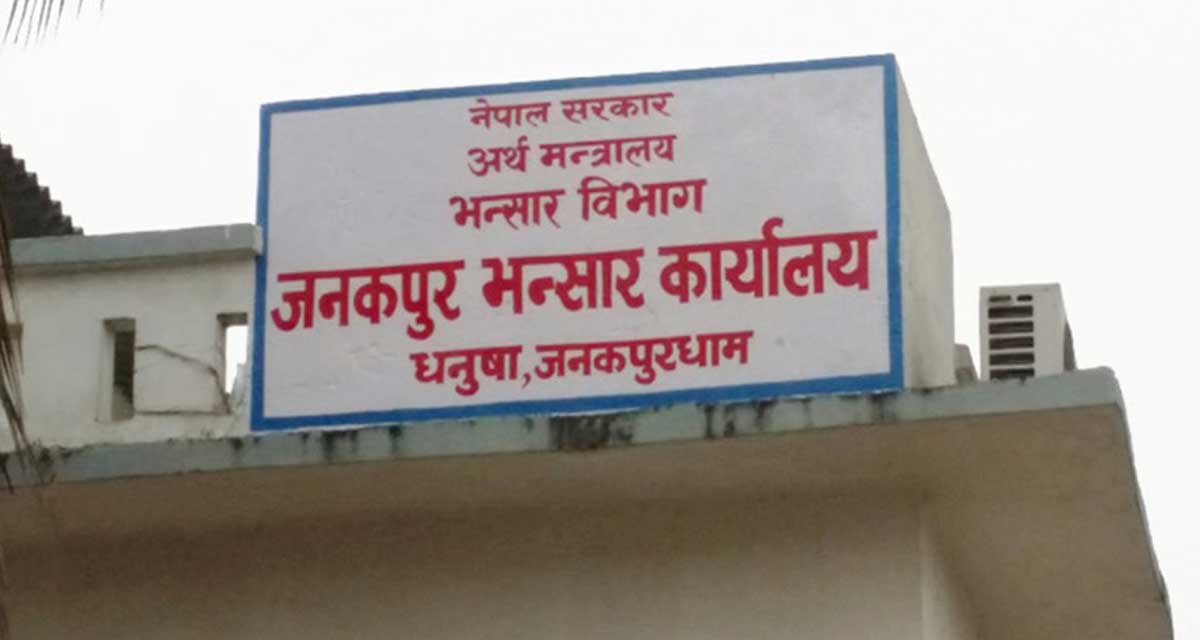 नेपाल सरकार
अर्थ मन्त्रालय
भन्सार विभाग
जनकपुर भन्सार कार्यालय
धनुषा,जनकपुरधाम